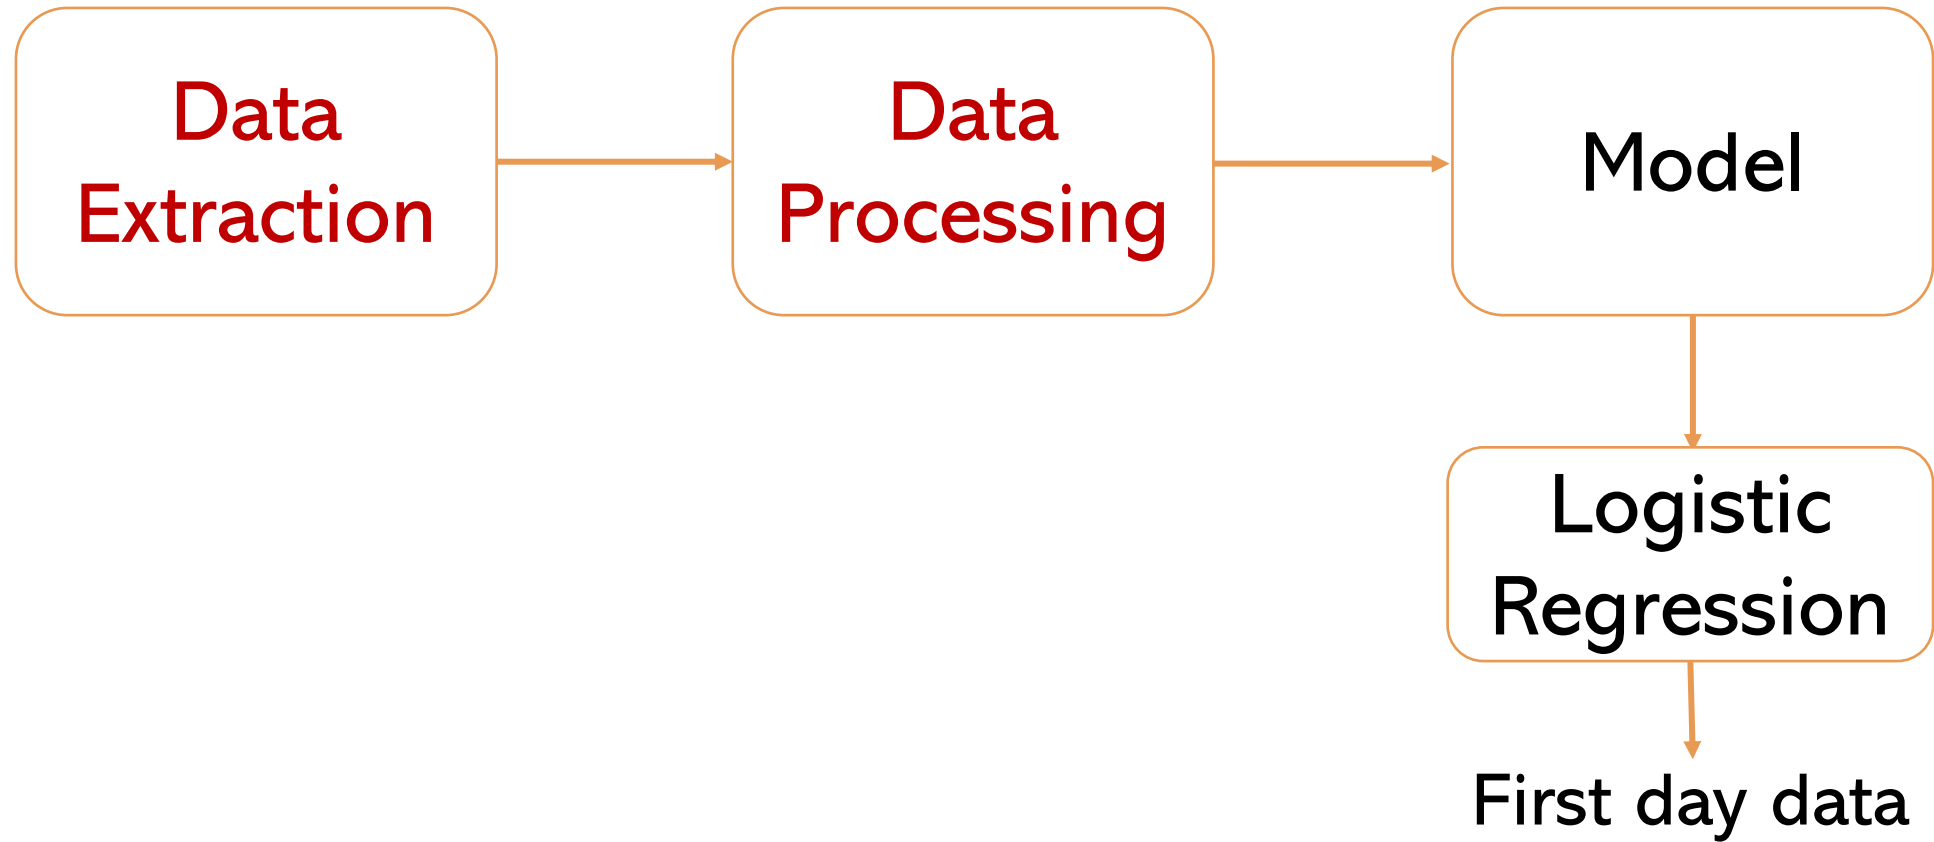 Data
Extraction
Data
Processing
Model
Logistic
Regression
First day data